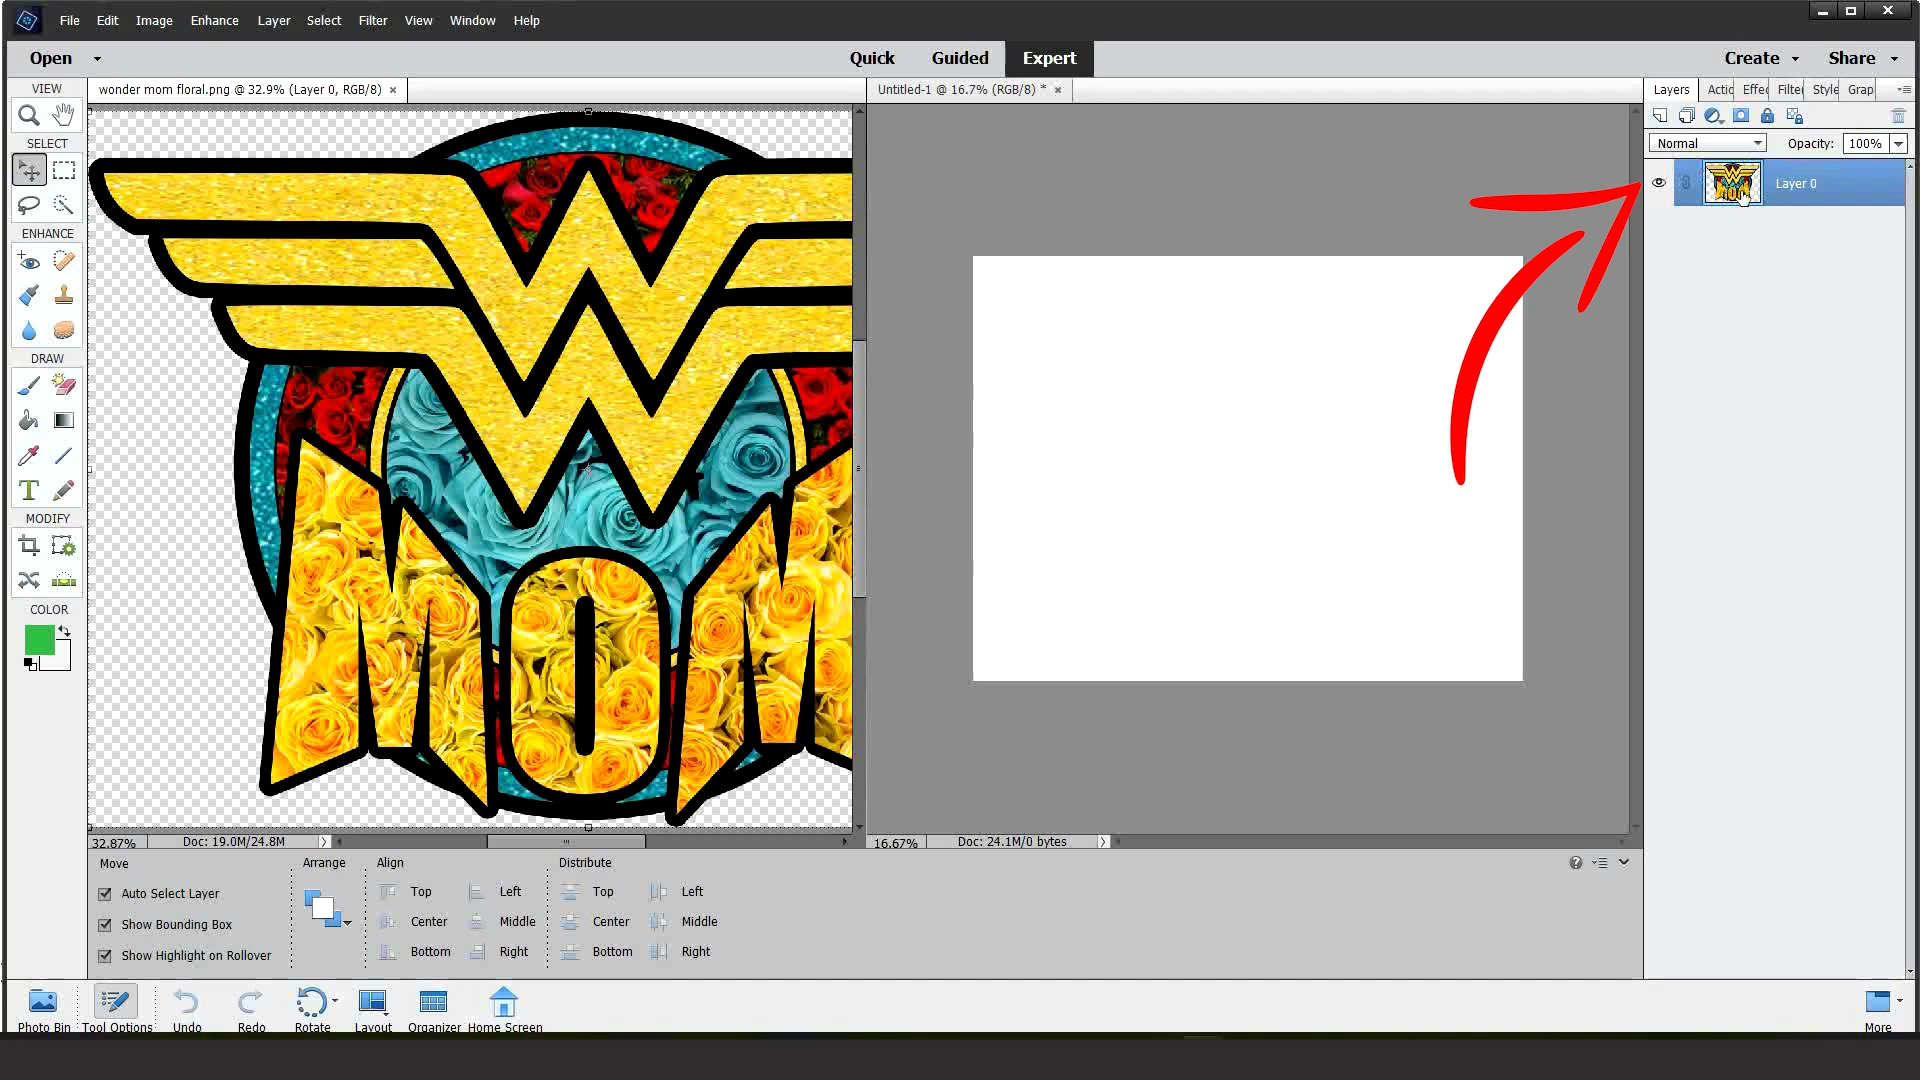 File Edit Image Enhance Layer Select Filter View Window Help
Open Quick Guided Expert Create Share
VIEW
wonder mom floral.png @ 32.9% (Layer 0, RGB/8) ×
Untitled-1 @ 16.7% (RGB/8) * ×
Layers Actio Effec Filter Style Grap
Normal Opacity: 100%
SELECT
Layer 0
ENHANCE
DRAW
T
MODIFY
COLOR
MOM
32.87% Doc: 19.0M/24.8M
16.67% Doc: 24.1M/0 bytes
Move Arrange Align Distribute
Auto Select Layer Top Left Top Left
Show Bounding Box Center Middle Center Middle
Show Highlight on Rollover Bottom Right Bottom Right
Photo Bin Tool Options Undo Redo Rotate Layout Organizer Home Screen More